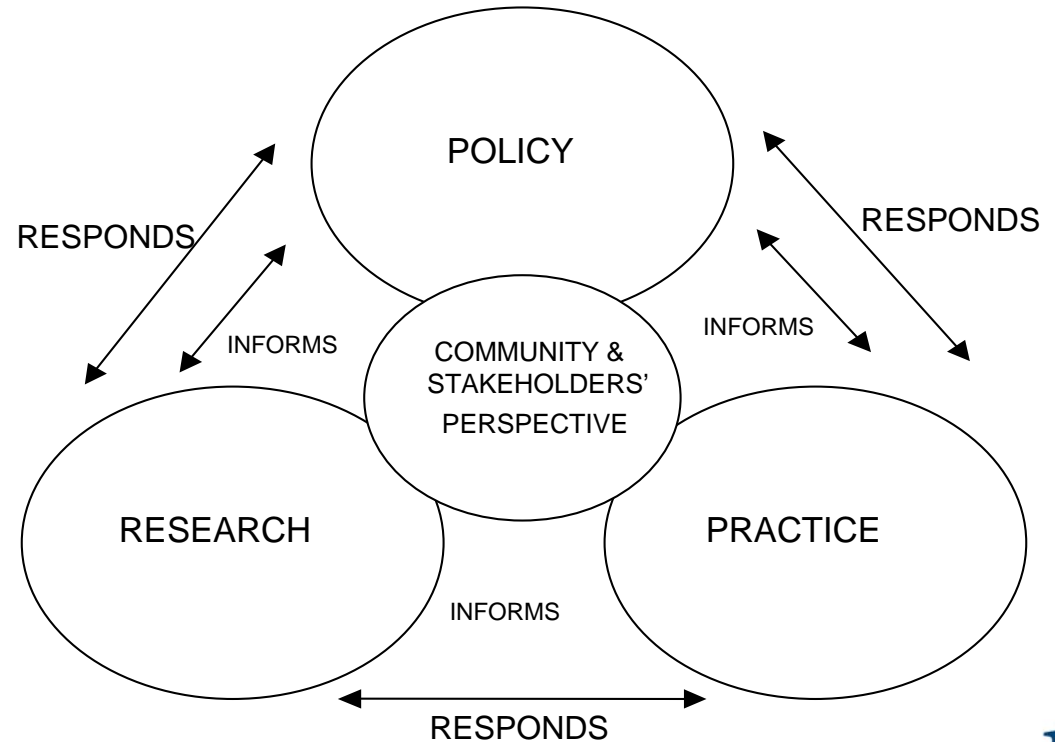 POLICY
RESPONDS
RESPONDS
INFORMS
INFORMS
COMMUNITY &
STAKEHOLDERS’
PERSPECTIVE
RESEARCH
PRACTICE
INFORMS
RESPONDS